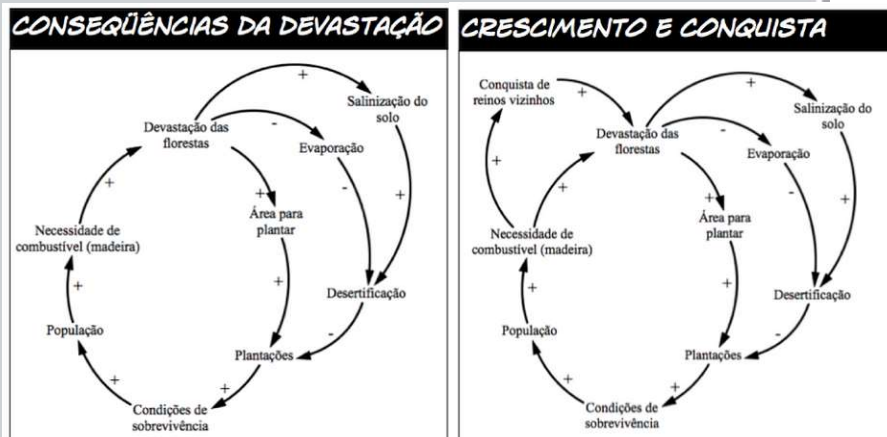 CONSEQÜÊNCIAS DA DEVASTAÇÃO
+
Salinização do
solo
Devastação das
florestas
-
Evaporação
+
+
-
+
Área para
plantar
Necessidade de
combustível (madeira)
+
+
Desertificação
População
-
Plantações
+
+
Condições de
sobrevivência
CRESCIMENTO E CONQUISTA
Conquista de
reinos vizinhos
+
+
Salinização do
solo
Devastação das
florestas
-
Evaporação
+
+
+
-
+
Área para
plantar
Necessidade de
combustível (madeira)
+
+
Desertificação
População
-
Plantações
+
+
Condições de
sobrevivência